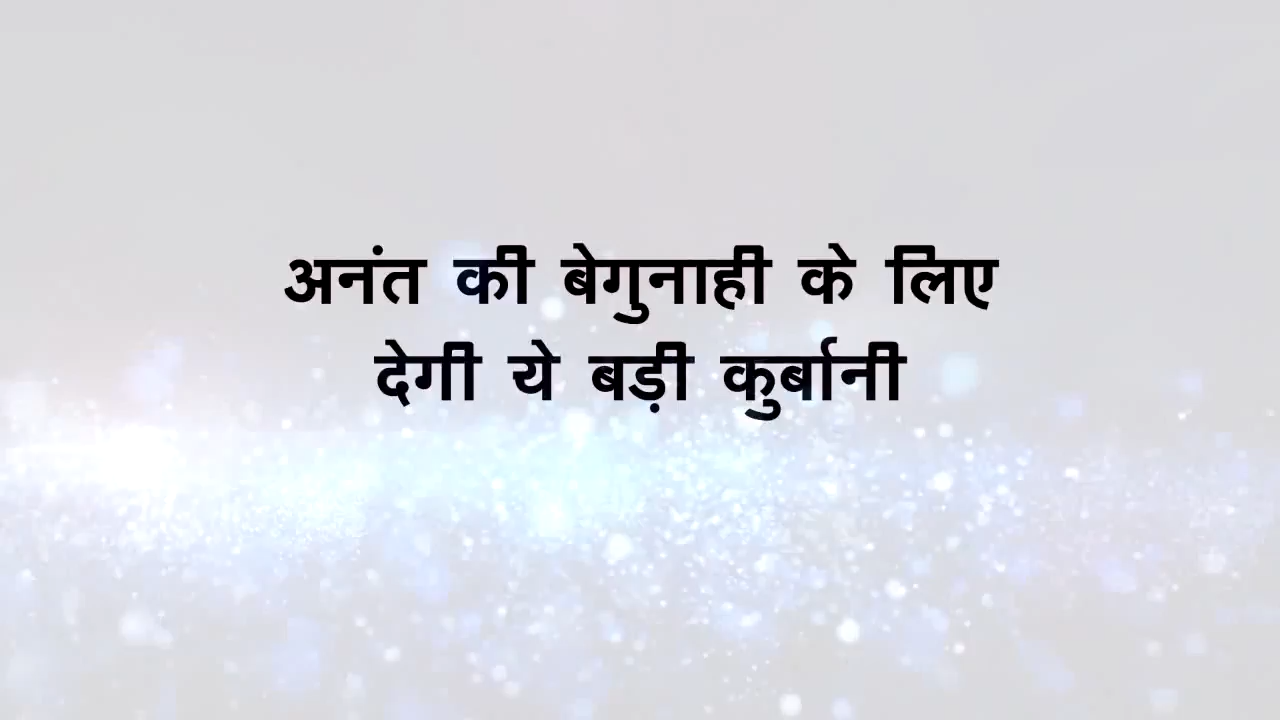 अनंत की बेगुनाही के लिए
देगी ये बड़ी कुर्बानी